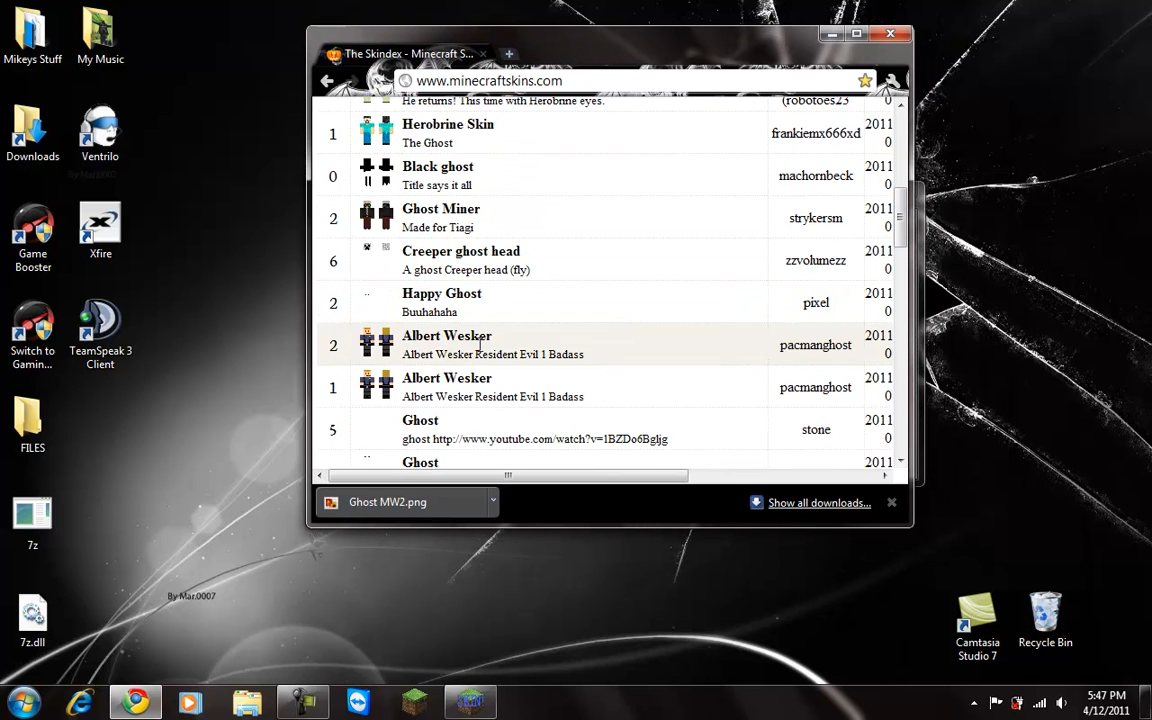 Mikeys Stuff
My Music
Downloads
Ventrilo
Game
Booster
Xfire
Switch to
Gamin...
TeamSpeak 3
Client
FILES
7z
7z.dll
By Mar.0007
The Skindex - Minecraft S...
www.minecraftskins.com
He returns! This time with Herobrine eyes.
(robotoes23
0
1
Herobrine Skin
The Ghost
frankiemx666xd
2011
0
0
Black ghost
Title says it all
machornbeck
2011
0
2
Ghost Miner
Made for Tiagi
strykersm
2011
0
6
Creeper ghost head
A ghost Creeper head (fly)
zzvolumezz
2011
0
2
Happy Ghost
Buuhahaha
pixel
2011
0
2
Albert Wesker
Albert Wesker Resident Evil 1 Badass
pacmanghost
2011
0
1
Albert Wesker
Albert Wesker Resident Evil 1 Badass
pacmanghost
2011
0
5
Ghost
ghost http://www.youtube.com/watch?v=1BZDo6Bgljg
stone
2011
0
Ghost
2011
Ghost MW2.png
Show all downloads...
Camtasia
Studio 7
Recycle Bin
5:47 PM
4/12/2011